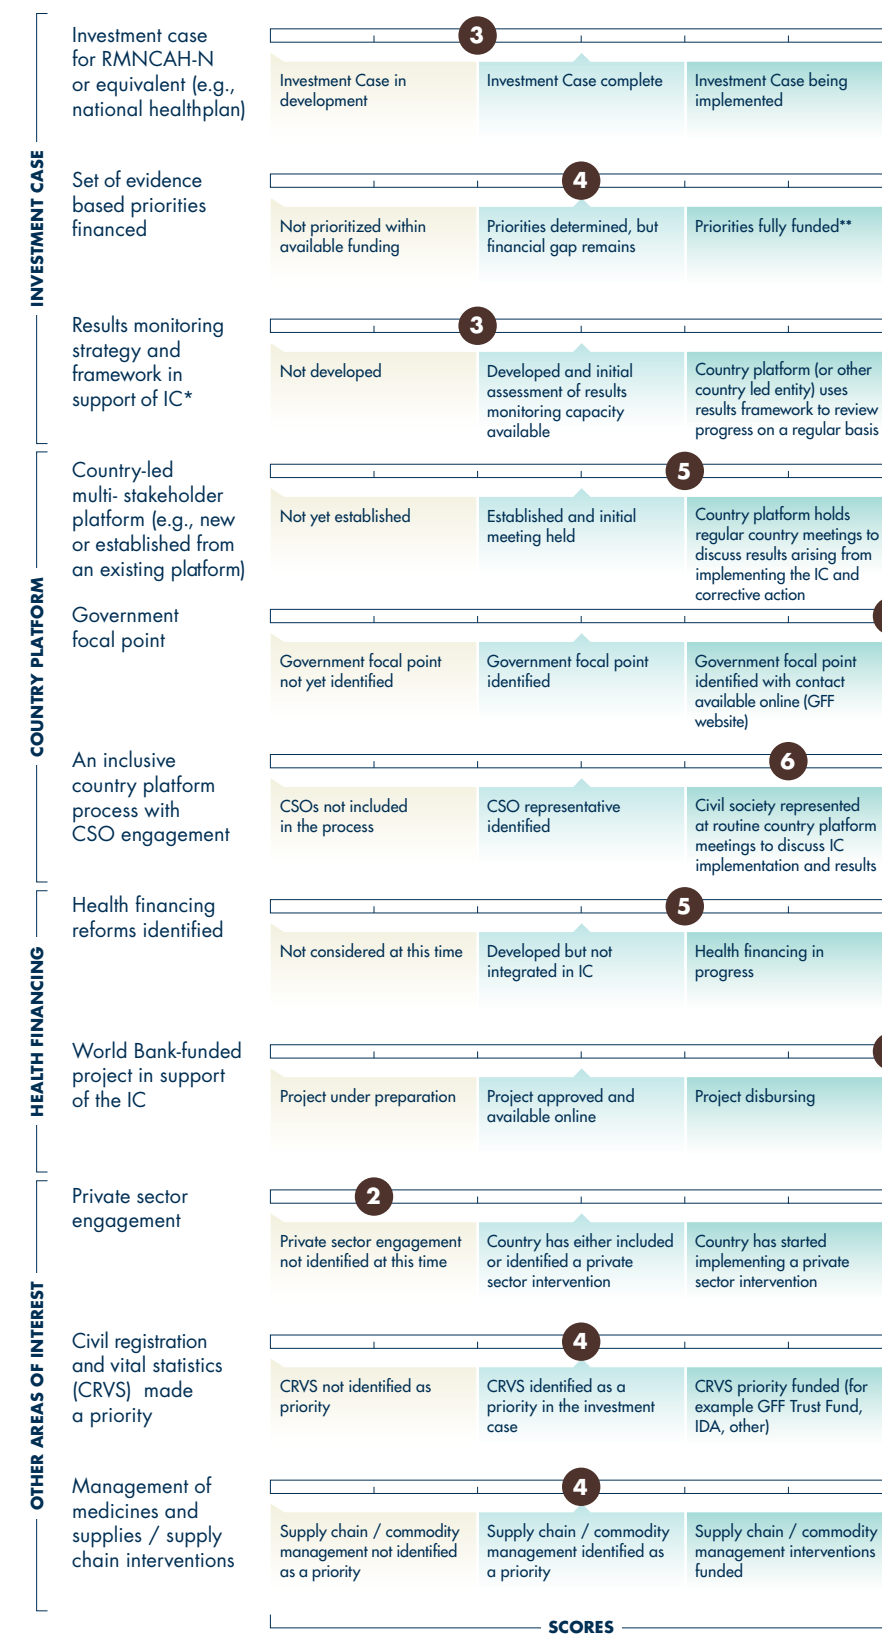 INVESTMENT CASE
Investment case
for RMNCAH-N
or equivalent (e.g.,
national healthplan)
3
Investment Case in
development
Investment Case complete
Investment Case being
implemented
Set of evidence
based priorities
financed
4
Not prioritized within
available funding
Priorities determined, but
financial gap remains
Priorities fully funded**
Results monitoring
strategy and
framework in
support of IC*
3
Not developed
Developed and initial
assessment of results
monitoring capacity
available
Country platform (or other
country led entity) uses
results framework to review
progress on a regular basis
COUNTRY PLATFORM
Country-led
multi- stakeholder
platform (e.g., new
or established from
an existing platform)
5
Not yet established
Established and initial
meeting held
Country platform holds
regular country meetings to
discuss results arising from
implementing the IC and
corrective action
Government
focal point
Government focal point
not yet identified
Government focal point
identified
Government focal point
identified with contact
available online (GFF
website)
An inclusive
country platform
process with
CSO engagement
6
CSOs not included
in the process
CSO representative
identified
Civil society represented
at routine country platform
meetings to discuss IC
implementation and results
HEALTH FINANCING
Health financing
reforms identified
5
Not considered at this time
Developed but not
integrated in IC
Health financing in
progress
World Bank-funded
project in support
of the IC
Project under preparation
Project approved and
available online
Project disbursing
OTHER AREAS OF INTEREST
Private sector
engagement
2
Private sector engagement
not identified at this time
Country has either included
or identified a private
sector intervention
Country has started
implementing a private
sector intervention
Civil registration
and vital statistics
(CRVS) made
a priority
4
CRVS not identified as
priority
CRVS identified as a
priority in the investment
case
CRVS priority funded (for
example GFF Trust Fund,
IDA, other)
Management of
medicines and
supplies / supply
chain interventions
4
Supply chain / commodity
management not identified
as a priority
Supply chain / commodity
management identified as
a priority
Supply chain / commodity
management interventions
funded
SCORES